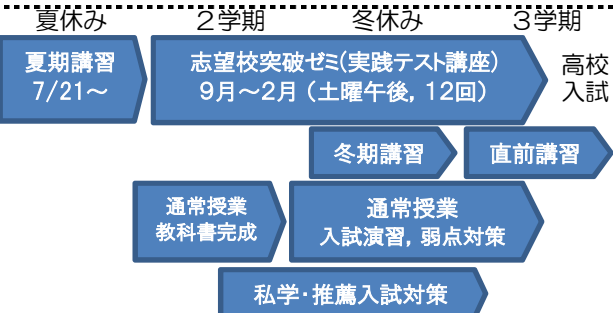 夏休み ２学期 冬休み ３学期
夏期講習
7/21～
志望校突破ゼミ(実践テスト講座)
9月～2月（土曜午後，12回）
高校
入試
冬期講習
直前講習
通常授業
教科書完成
通常授業
入試演習，弱点対策
私学・推薦入試対策